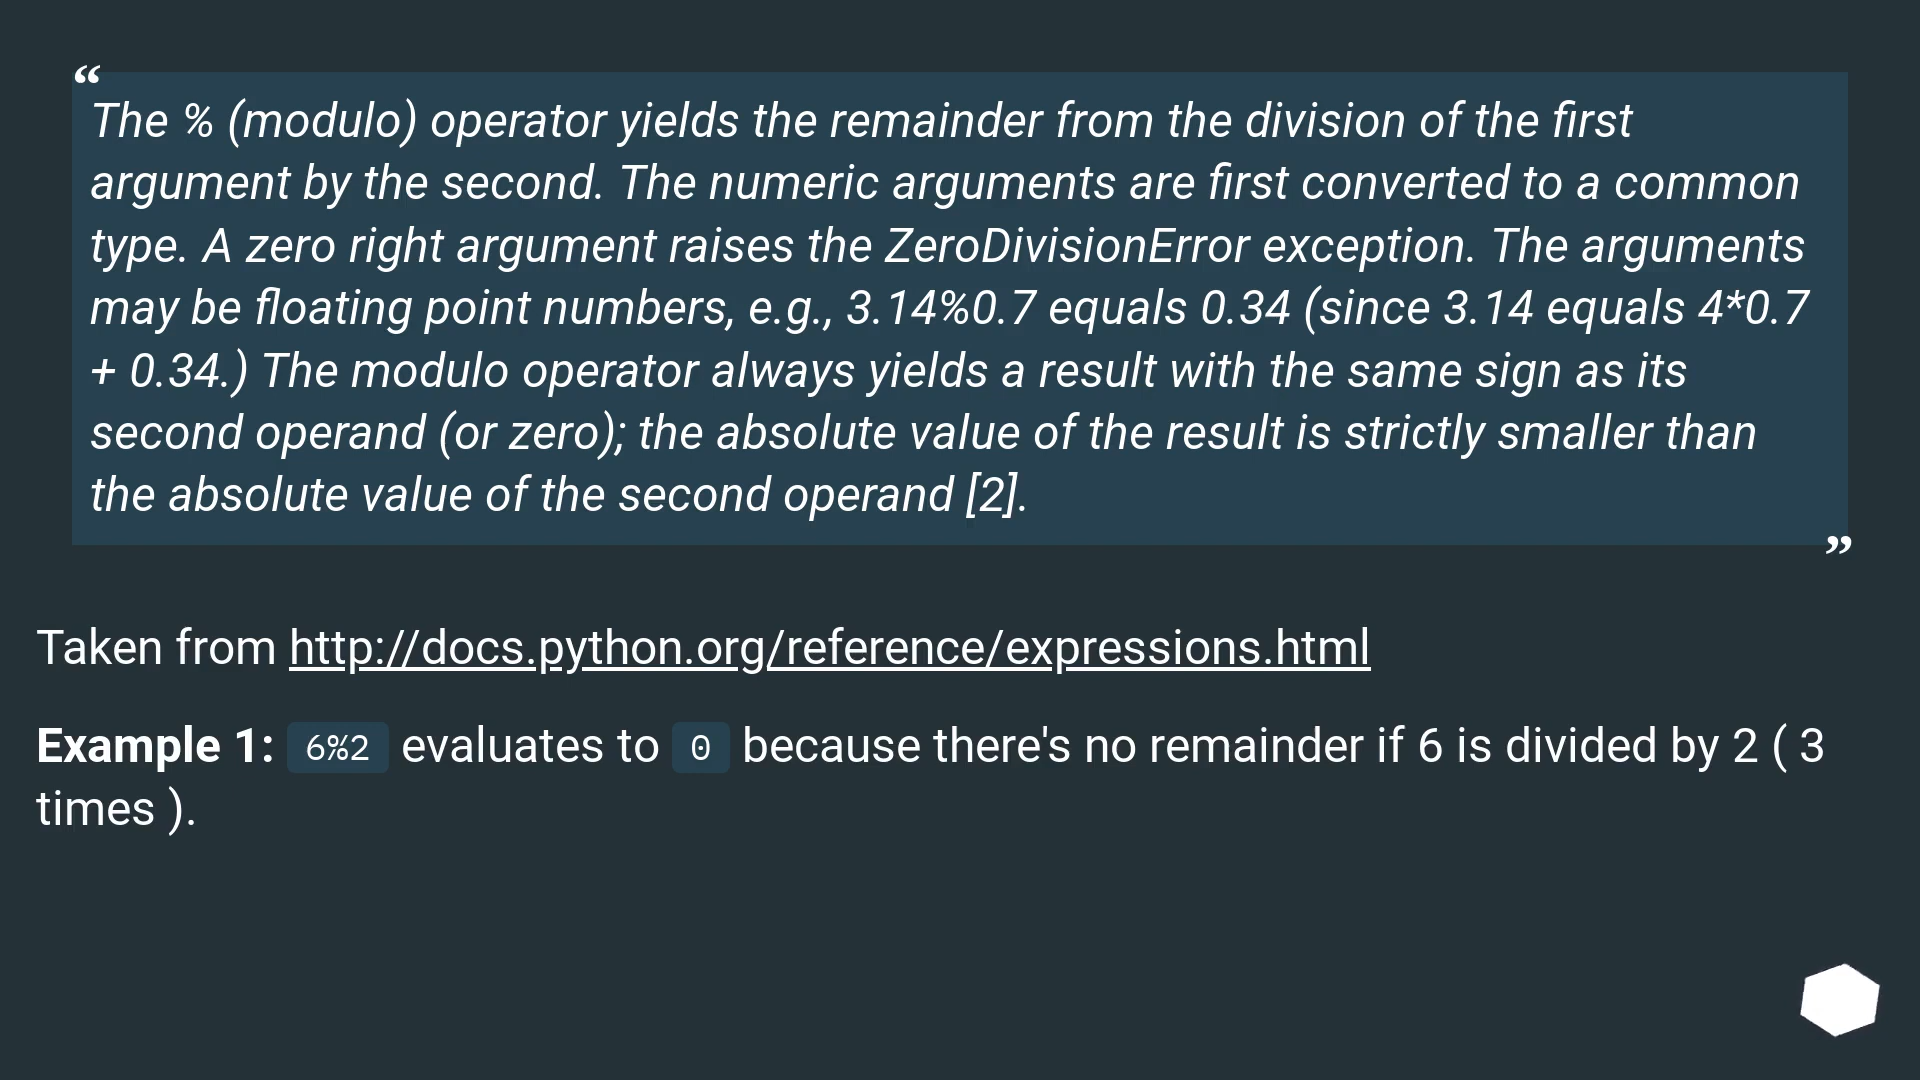 “
The % (modulo) operator yields the remainder from the division of the first
argument by the second. The numeric arguments are first converted to a common
type. A zero right argument raises the ZeroDivisionError exception. The arguments
may be floating point numbers, e.g., 3.14%0.7 equals 0.34 (since 3.14 equals 4*0.7
+ 0.34.) The modulo operator always yields a result with the same sign as its
second operand (or zero); the absolute value of the result is strictly smaller than
the absolute value of the second operand [2].
”
Taken from http://docs.python.org/reference/expressions.html
Example 1: 6%2 evaluates to 0 because there's no remainder if 6 is divided by 2 ( 3
times ).